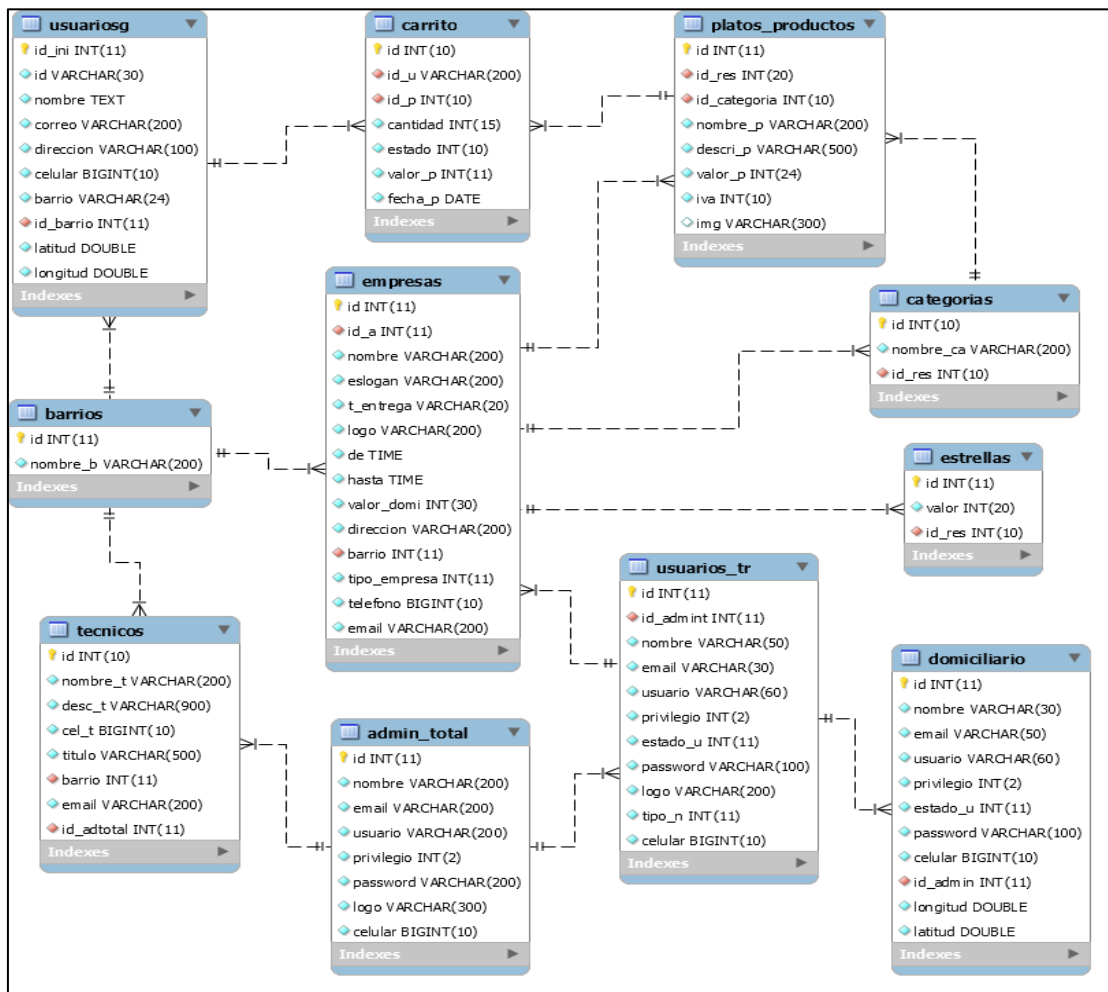 usuariosg
id_ini INT(11)
id VARCHAR(30)
nombre TEXT
correo VARCHAR(200)
direccion VARCHAR(100)
celular BIGINT(10)
barrio VARCHAR(24)
id_barrio INT(11)
latitud DOUBLE
longitud DOUBLE
Indexes
carrito
id INT(10)
id_u VARCHAR(200)
id_p INT(10)
cantidad INT(15)
estado INT(10)
valor_p INT(11)
fecha_p DATE
Indexes
platos_productos
id INT(11)
id_res INT(20)
id_categoria INT(10)
nombre_p VARCHAR(200)
descri_p VARCHAR(500)
valor_p INT(24)
iva INT(10)
img VARCHAR(300)
Indexes
empresas
id INT(11)
id_a INT(11)
nombre VARCHAR(200)
eslogan VARCHAR(200)
t_entrega VARCHAR(20)
logo VARCHAR(200)
de TIME
hasta TIME
valor_domi INT(30)
direccion VARCHAR(200)
barrio INT(11)
tipo_empresa INT(11)
telefono BIGINT(10)
email VARCHAR(200)
Indexes
categorias
id INT(10)
nombre_ca VARCHAR(200)
id_res INT(10)
Indexes
barrios
id INT(11)
nombre_b VARCHAR(200)
Indexes
estrellas
id INT(11)
valor INT(20)
id_res INT(10)
Indexes
tecnicos
id INT(10)
nombre_t VARCHAR(200)
desc_t VARCHAR(900)
cel_t BIGINT(10)
titulo VARCHAR(500)
barrio INT(11)
email VARCHAR(200)
id_adtotal INT(11)
Indexes
admin_total
id INT(11)
nombre VARCHAR(200)
email VARCHAR(200)
usuario VARCHAR(200)
privilegio INT(2)
password VARCHAR(200)
logo VARCHAR(300)
celular BIGINT(10)
Indexes
usuarios_tr
id INT(11)
id_admint INT(11)
nombre VARCHAR(50)
email VARCHAR(30)
usuario VARCHAR(60)
privilegio INT(2)
estado_u INT(11)
password VARCHAR(100)
logo VARCHAR(200)
tipo_n INT(11)
celular BIGINT(10)
Indexes
domiciliario
id INT(11)
nombre VARCHAR(30)
email VARCHAR(50)
usuario VARCHAR(60)
privilegio INT(2)
estado_u INT(11)
password VARCHAR(100)
celular BIGINT(10)
id_admin INT(11)
longitud DOUBLE
latitud DOUBLE
Indexes